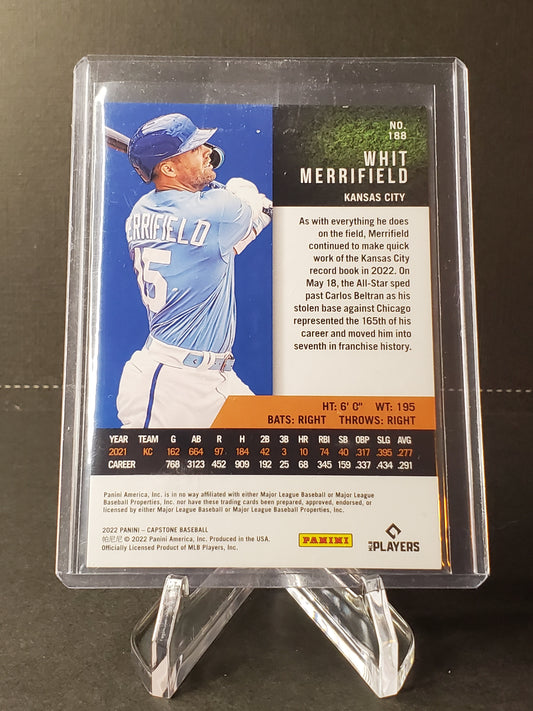 NO.
188
WHIT
MERRIFIELD
KANSAS CITY
ERRIFIELD
15
As with everything he does
on the field, Merrifield
continued to make quick
work of the Kansas City
record book in 2022. On
May 18, the All-Star sped
past Carlos Beltran as his
stolen base against Chicago
represented the 165th of his
career and moved him into
seventh in franchise history.
HT: 6' 0" WT: 195
BATS: RIGHT THROWS: RIGHT
YEAR TEAM G AB R H 2B 3B HR RBI SB OBP SLG AVG
2021 KC 162 664 97 184 42 3 10 74 40 .317 .395 .277
CAREER 768 3123 452 909 192 25 68 345 159 .337 .434 .291
Panini America, Inc. is in no way affiliated with either Major League Baseball or Major League
Baseball Properties, Inc. nor have these trading cards been prepared, approved, endorsed, or
licensed by either Major League Baseball or Major League Baseball Properties, Inc.
2022 PANINI – CAPSTONE BASEBALL
帕尼尼 © 2022 Panini America, Inc. Produced in the USA.
Officially Licensed Product of MLB Players, Inc.
PANINI
MLB PLAYERS